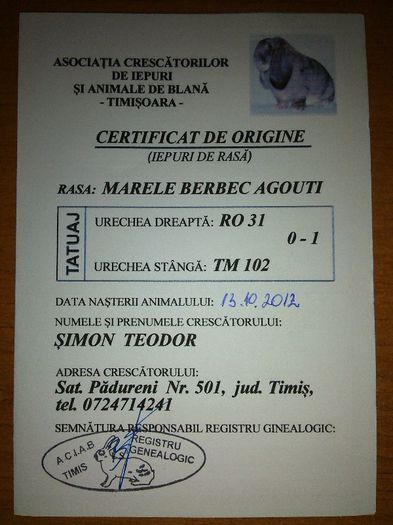 ASOCIAȚIA CRESCĂTORILOR
DE IEPURI
ȘI ANIMALE DE BLANĂ
- TIMIȘOARA -
CERTIFICAT DE ORIGINE
(IEPURI DE RASĂ)
RASA: MARELE BERBEC AGOUTI
TATUAJ
URECHEA DREAPTĂ: RO 31
0 - 1
URECHEA STÂNGĂ: TM 102
DATA NAȘTERII ANIMALULUI: 13.10.2012
NUMELE ȘI PRENUMELE CRESCĂTORULUI:
ȘIMON TEODOR
ADRESA CRESCĂTORULUI:
Sat. Pădureni Nr. 501, jud. Timiș,
tel. 0724714241
SEMNĂTURA RESPONSABIL REGISTRU GINEALOGIC:
A.C.I.A.B
TIMIS
REGISTRU
GENEALOGIC